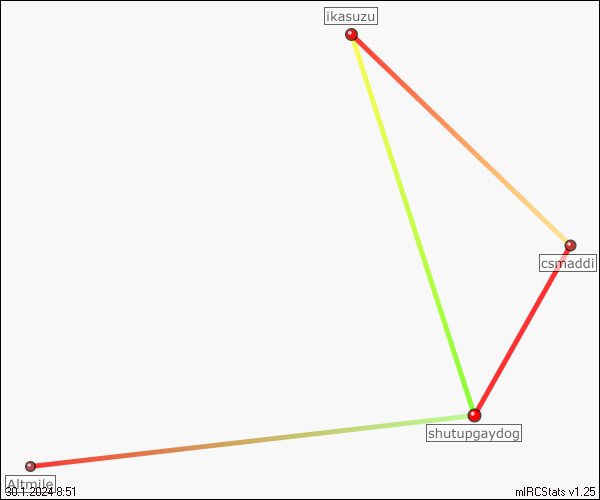 ikasuzu
csmaddi
shutupgaydog
Altmile
30.1.2024 8:51
mIRCStats v1.25